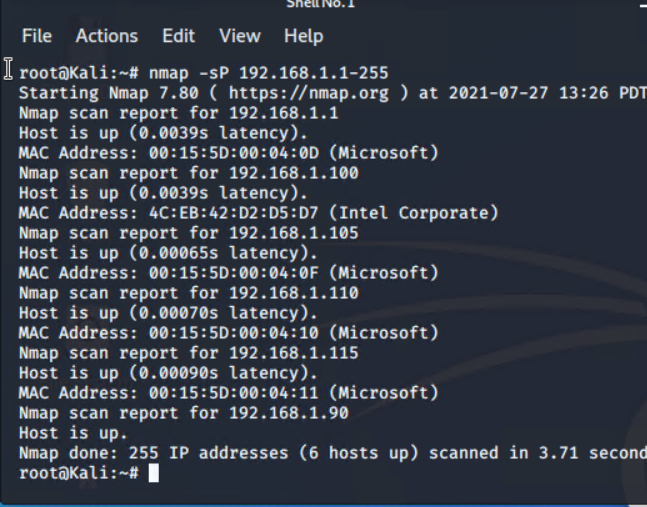 Shell No. 1
File Actions Edit View Help
root@Kali:~# nmap -sP 192.168.1.1-255
Starting Nmap 7.80 ( https://nmap.org ) at 2021-07-27 13:26 PDT
Nmap scan report for 192.168.1.1
Host is up (0.0039s latency).
MAC Address: 00:15:5D:00:04:0D (Microsoft)
Nmap scan report for 192.168.1.100
Host is up (0.0039s latency).
MAC Address: 4C:EB:42:D2:D5:D7 (Intel Corporate)
Nmap scan report for 192.168.1.105
Host is up (0.00065s latency).
MAC Address: 00:15:5D:00:04:0F (Microsoft)
Nmap scan report for 192.168.1.110
Host is up (0.00070s latency).
MAC Address: 00:15:5D:00:04:10 (Microsoft)
Nmap scan report for 192.168.1.115
Host is up (0.00090s latency).
MAC Address: 00:15:5D:00:04:11 (Microsoft)
Nmap scan report for 192.168.1.90
Host is up.
Nmap done: 255 IP addresses (6 hosts up) scanned in 3.71 second
root@Kali:~#